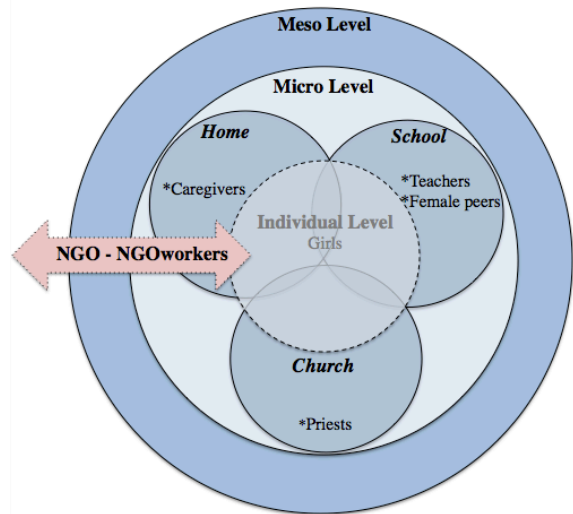 Meso Level
Micro Level
Home
School
*Caregivers
*Teachers
*Female peers
Individual Level
Girls
NGO - NGOworkers
Church
*Priests